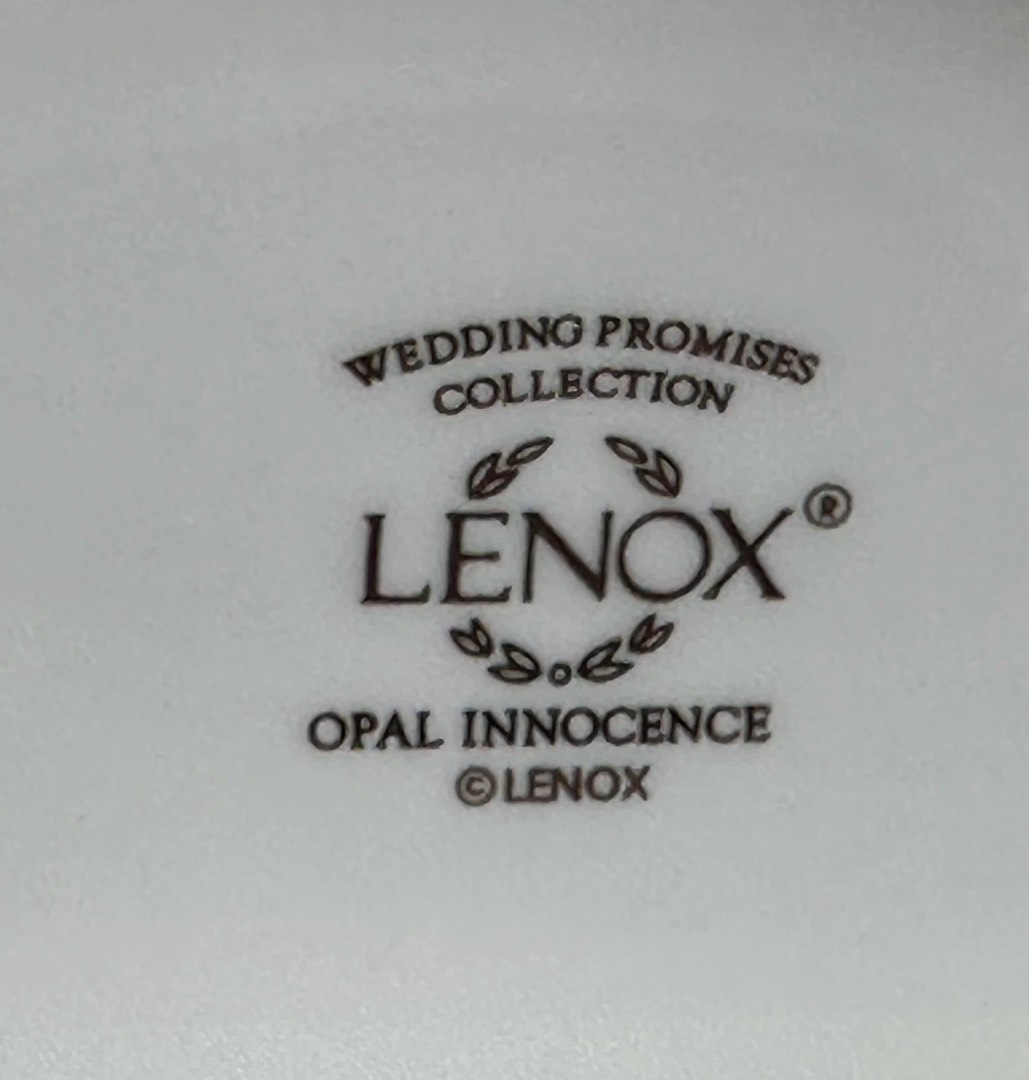 WEDDING PROMISES
COLLECTION
LENOX®
OPAL INNOCENCE
©LENOX